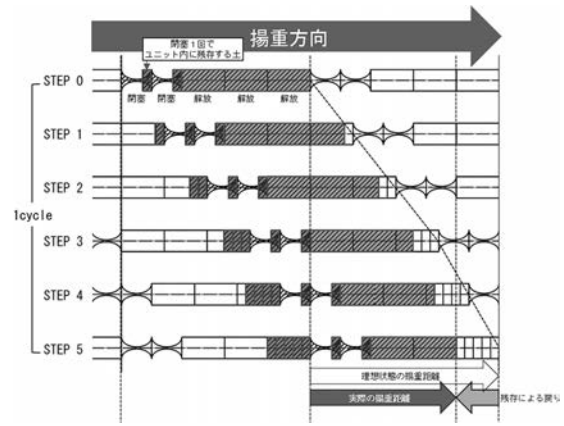 揚重方向
閉塞1回で
ユニット内に残存する土
STEP 0
閉塞 閉塞 解放 解放 解放
STEP 1
STEP 2
1cycle
STEP 3
STEP 4
STEP 5
理想状態の揚重距離
実際の揚重距離
残存による戻り